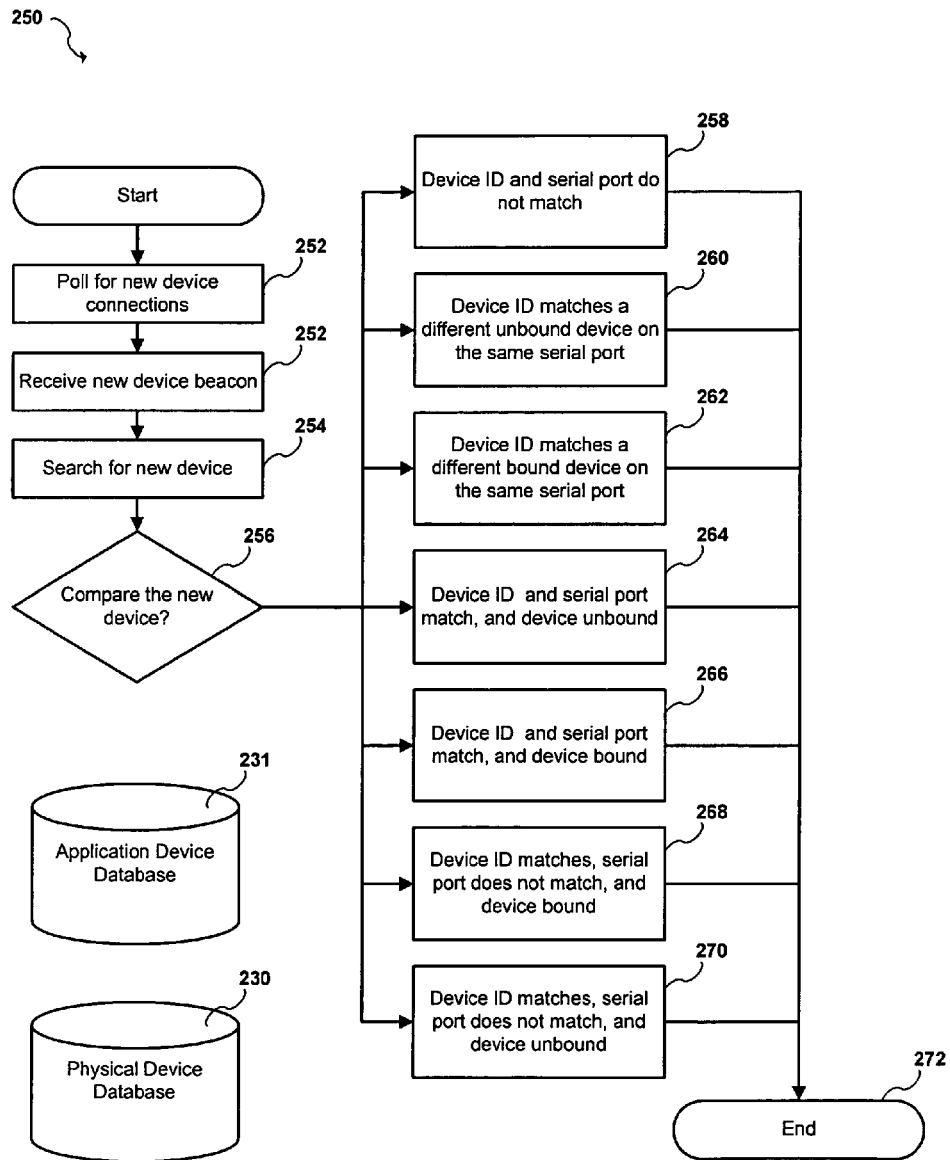 250
Start
252
Poll for new device
connections
252
Receive new device beacon
254
Search for new device
256
Compare the new
device?
258
Device ID and serial port do
not match
260
Device ID matches a
different unbound device on
the same serial port
262
Device ID matches a
different bound device on
the same serial port
264
Device ID and serial port
match, and device unbound
266
Device ID and serial port
match, and device bound
268
Device ID matches, serial
port does not match, and
device bound
270
Device ID matches, serial
port does not match, and
device unbound
231
Application Device
Database
230
Physical Device
Database
272
End